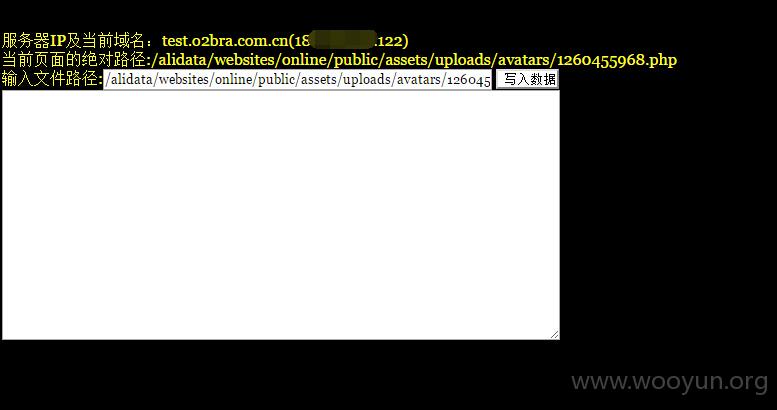 服务器IP及当前域名：test.o2bra.com.cn(18 .122)
当前页面的绝对路径:/alidata/websites/online/public/assets/uploads/avatars/1260455968.php
输入文件路径:/alidata/websites/online/public/assets/uploads/avatars/126045 写入数据
www.wooyun.org